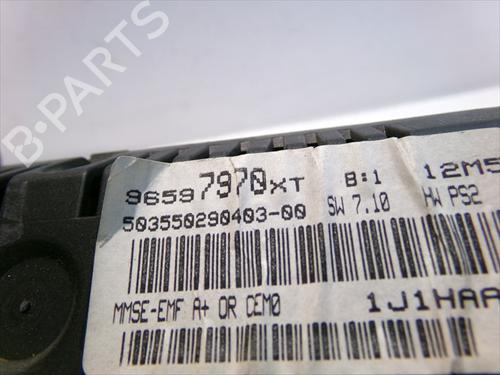 B-PARTS
96597970XT B:1 12M5
503550290403-00 SW 7.10 HW PS2
MMSE-EMF A+ OR CEM0 1J1HAA